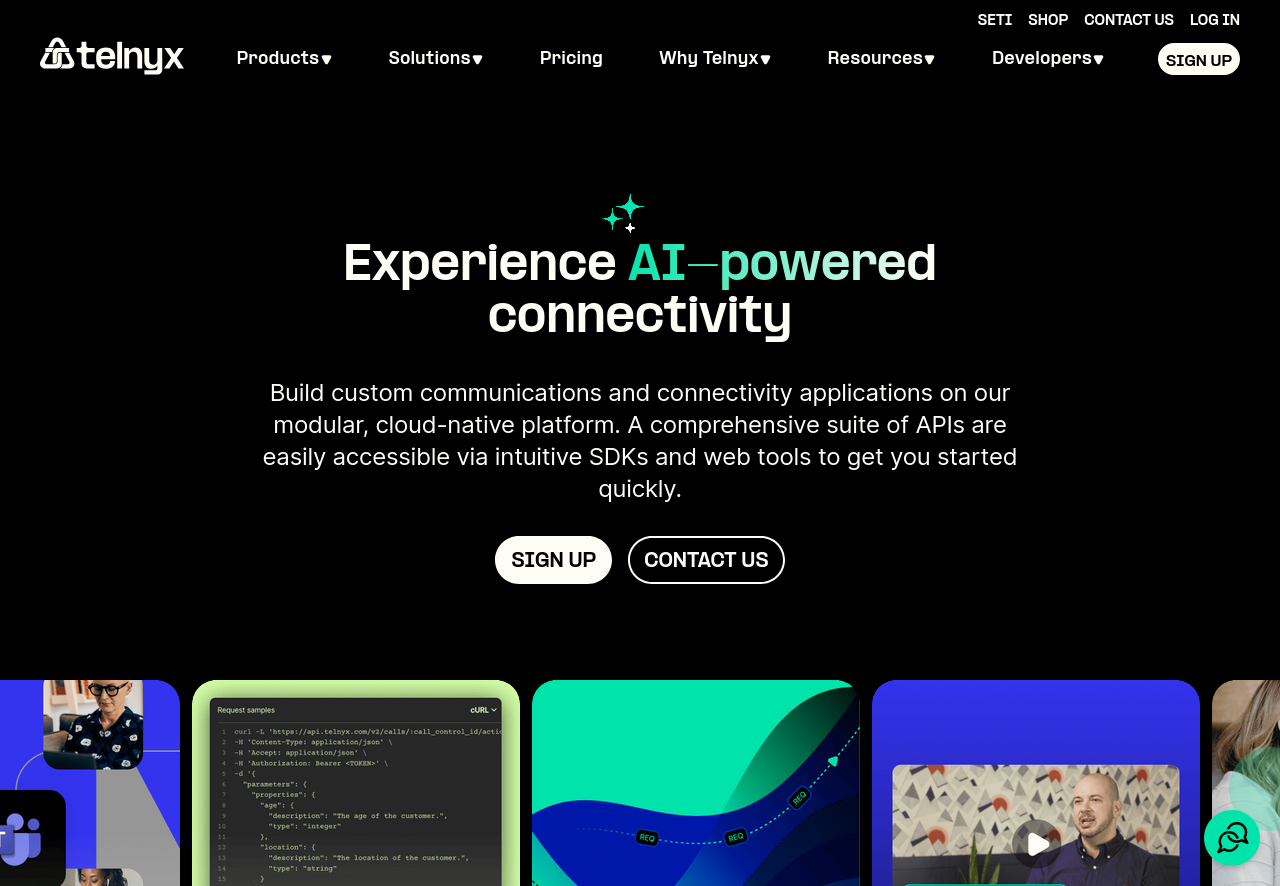 SETI SHOP CONTACT US LOG IN
telnyx Products Solutions Pricing Why Telnyx Resources Developers SIGN UP
Experience AI—powered
connectivity
Build custom communications and connectivity applications on our
modular, cloud-native platform. A comprehensive suite of APIs are
easily accessible via intuitive SDKs and web tools to get you started
quickly.
SIGN UP CONTACT US
Request samples cURL
1 curl -L 'https://api.telnyx.com/v2/calls/:call_control_id/actio
2 -H 'Content-Type: application/json' \
3 -H 'Accept: application/json' \
4 -H 'Authorization: Bearer <TOKEN>' \
5 -d '{
6 "parameters": {
7 "properties": {
8 "age": {
9 "description": "The age of the customer.",
10 "type": "integer"
11 },
12 "location": {
13 "description": "The location of the customer.",
14 "type": "string"
15 }
REQ REQ REQ